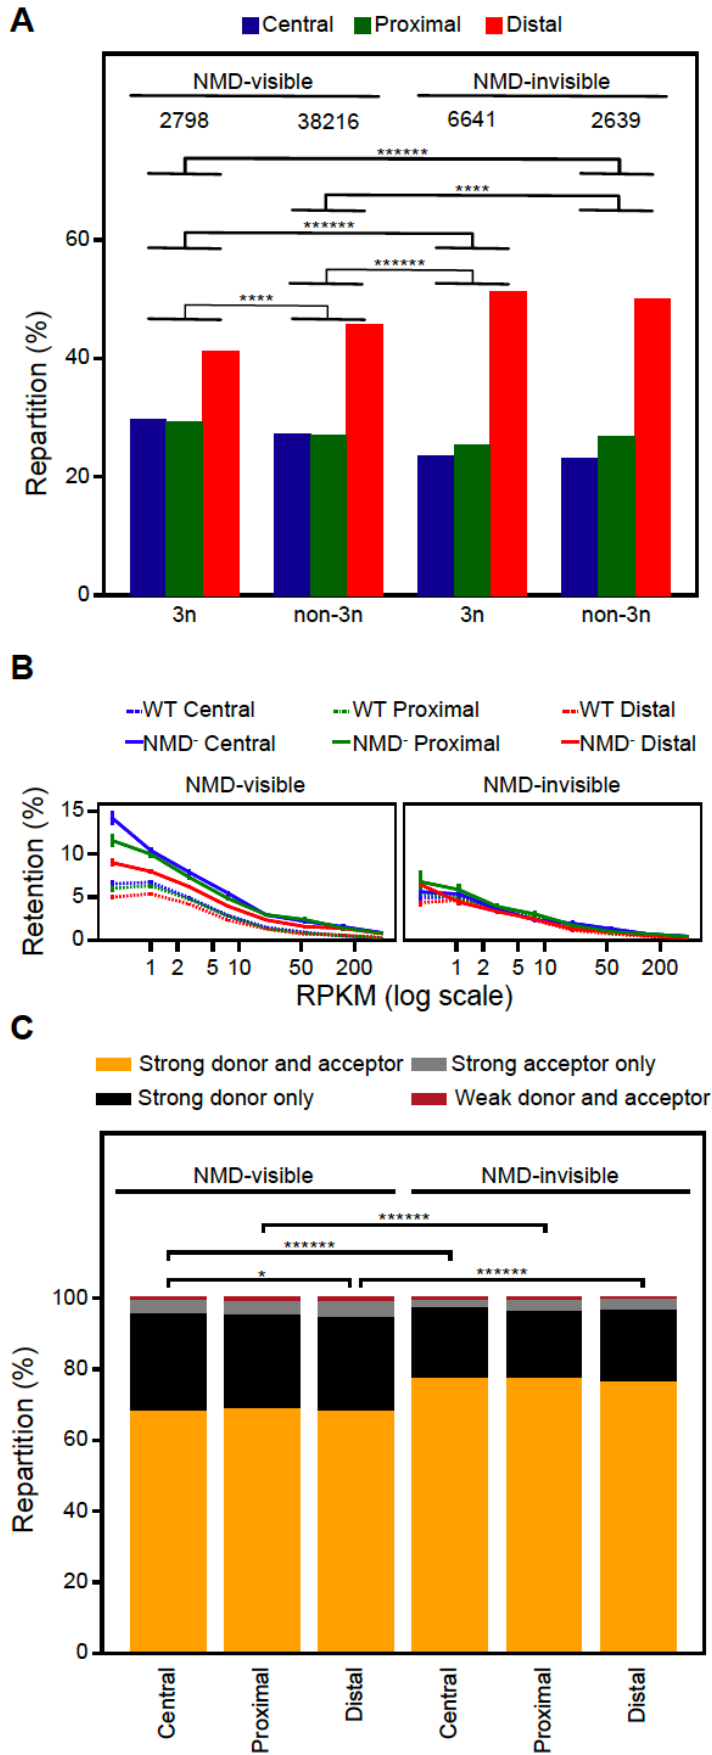 A
Central Proximal Distal
NMD-visible NMD-invisible
2798 38216 6641 2639
******
****
60
******
******
****
40
Repartition (%)
20
0
3n non-3n 3n non-3n
B
WT Central WT Proximal WT Distal
NMD- Central NMD- Proximal NMD- Distal
NMD-visible NMD-invisible
15
10
5
0
Retention (%)
1 2 5 10 50 200 1 2 5 10 50 200
RPKM (log scale)
C
Strong donor and acceptor Strong acceptor only
Strong donor only Weak donor and acceptor
NMD-visible NMD-invisible
******
******
* ******
100
80
60
Repartition (%)
40
20
0
Central Proximal Distal Central Proximal Distal